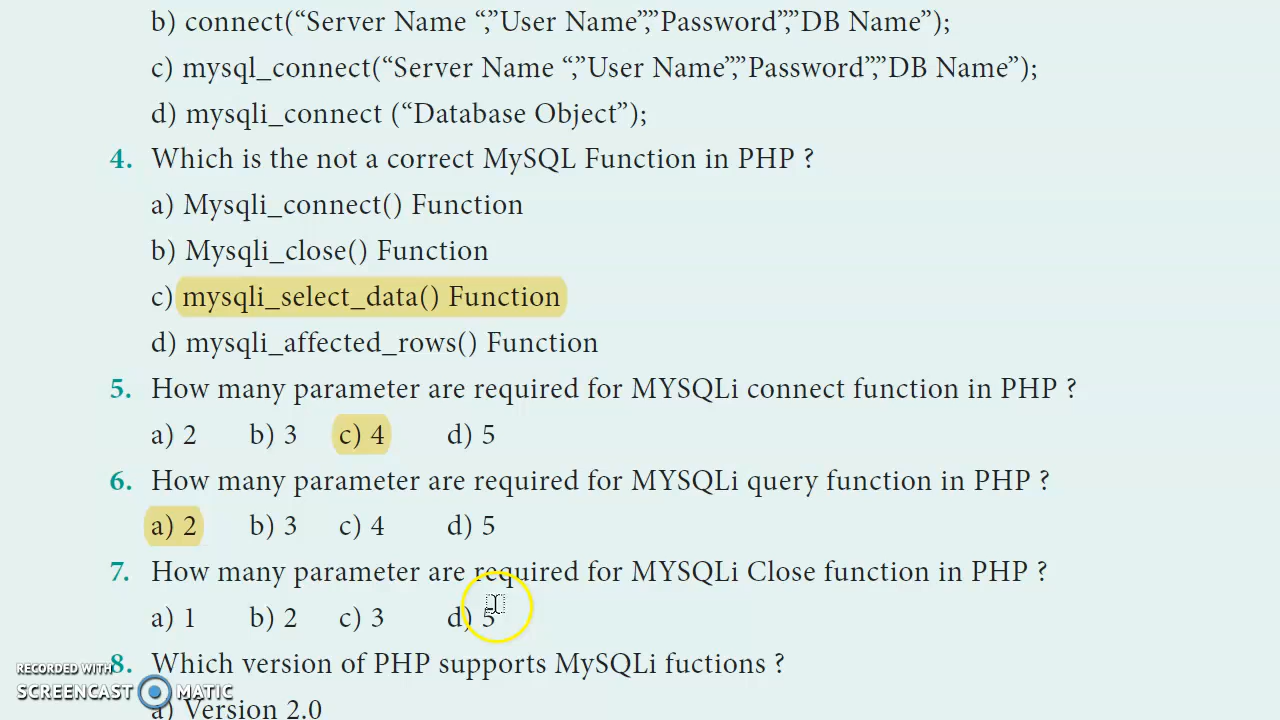 b) connect(“Server Name “,”User Name”,”Password”,”DB Name”);
c) mysql_connect(“Server Name “,”User Name”,”Password”,”DB Name”);
d) mysqli_connect (“Database Object”);
4. Which is the not a correct MySQL Function in PHP ?
a) Mysqli_connect() Function
b) Mysqli_close() Function
c) mysqli_select_data() Function
d) mysqli_affected_rows() Function
5. How many parameter are required for MYSQLi connect function in PHP ?
a) 2 b) 3 c) 4 d) 5
6. How many parameter are required for MYSQLi query function in PHP ?
a) 2 b) 3 c) 4 d) 5
7. How many parameter are required for MYSQLi Close function in PHP ?
a) 1 b) 2 c) 3 d) 5
8. Which version of PHP supports MySQLi fuctions ?
a) Version 2.0
RECORDED WITH
SCREENCAST MATIC